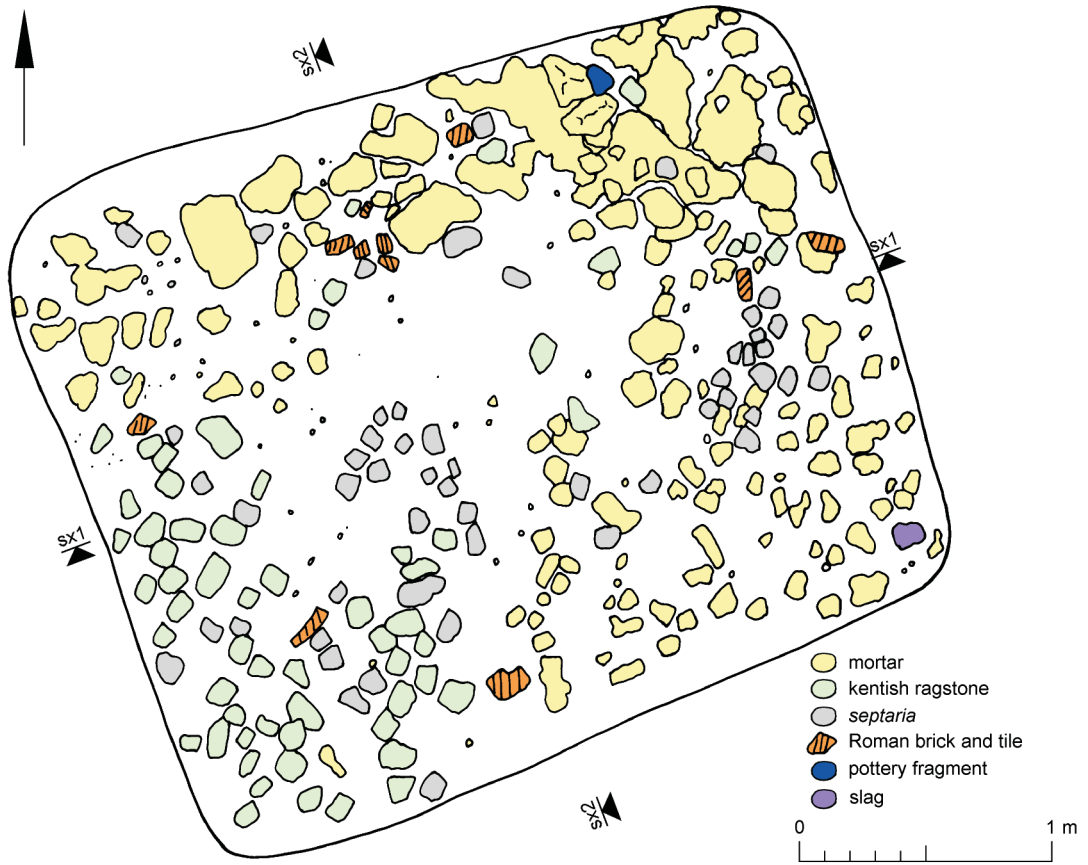 sx2
sx1
sx1
mortar
kentish ragstone
septaria
Roman brick and tile
pottery fragment
slag
sx2
0 1 m